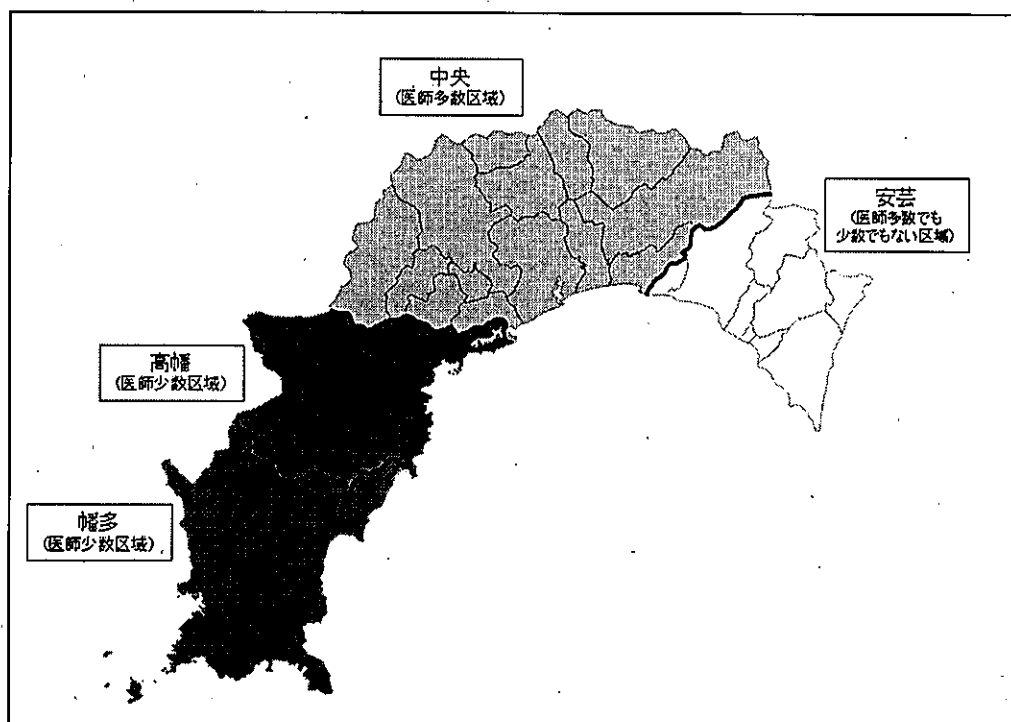 中央
(医師多数区域)
安芸
(医師多数でも
少数でもない区域)
高幡
(医師少数区域)
幡多
(医師少数区域)